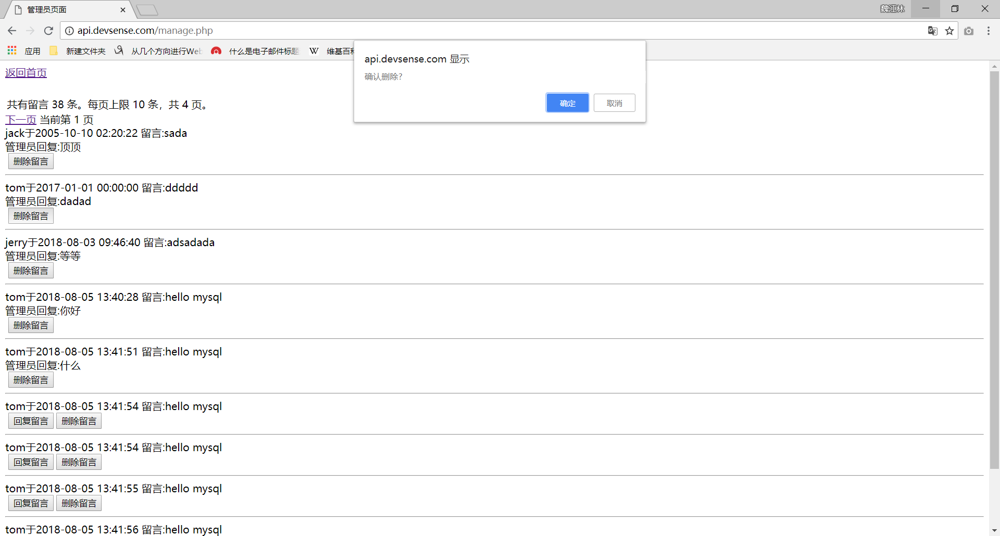 管理员页面
魏江林
api.devsense.com/manage.php
应用 新建文件夹 从几个方向进行Web 什么是电子邮件标题 W 维基百科
api.devsense.com 显示
确认删除?
确定 取消
返回首页
共有留言 38 条。每页上限 10 条，共 4 页。
下一页 当前第 1 页
jack于2005-10-10 02:20:22 留言:sada
管理员回复:顶顶
删除留言
tom于2017-01-01 00:00:00 留言:ddddd
管理员回复:dadad
删除留言
jerry于2018-08-03 09:46:40 留言:adsadada
管理员回复:等等
删除留言
tom于2018-08-05 13:40:28 留言:hello mysql
管理员回复:你好
删除留言
tom于2018-08-05 13:41:51 留言:hello mysql
管理员回复:什么
删除留言
tom于2018-08-05 13:41:54 留言:hello mysql
回复留言 删除留言
tom于2018-08-05 13:41:54 留言:hello mysql
回复留言 删除留言
tom于2018-08-05 13:41:55 留言:hello mysql
回复留言 删除留言
tom于2018-08-05 13:41:56 留言:hello mysql